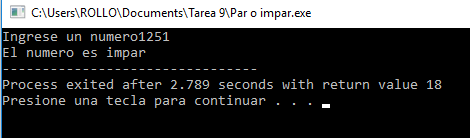 C:\Users\ROLLO\Documents\Tarea 9\Par o impar.exe
Ingrese un numero1251
El numero es impar
--------------------------------
Process exited after 2.789 seconds with return value 18
Presione una tecla para continuar . . .